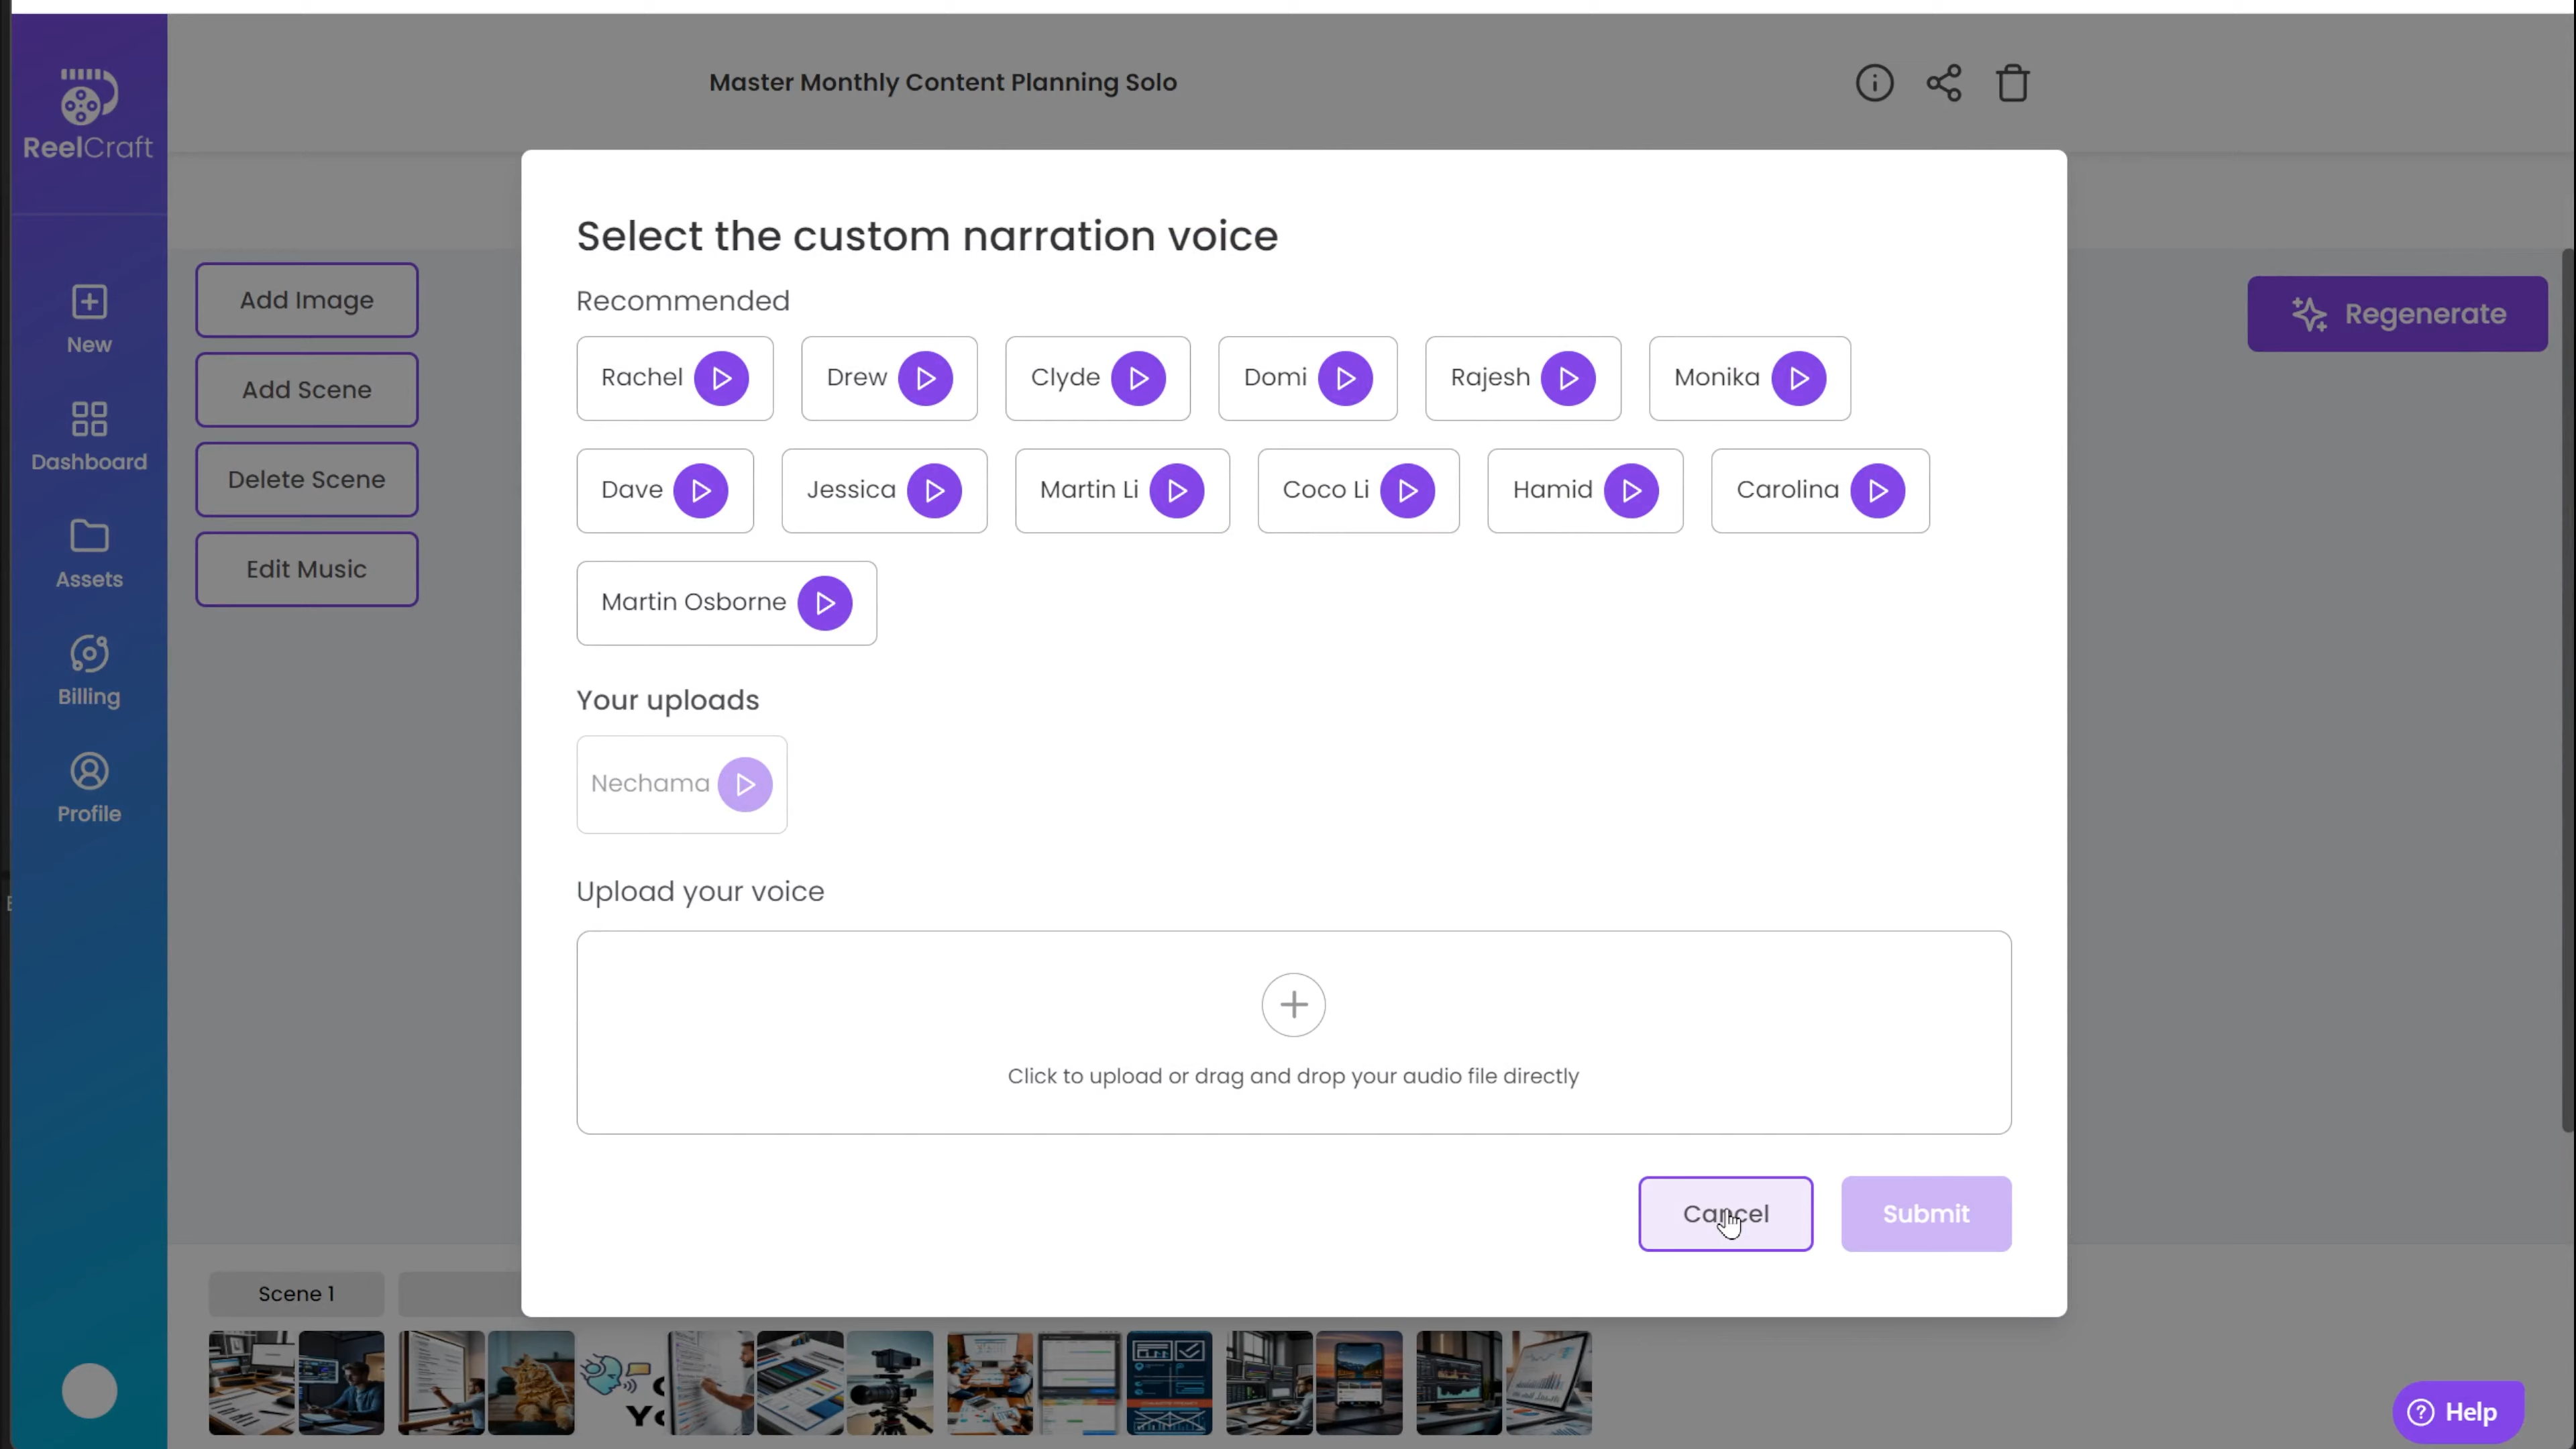 Master Monthly Content Planning Solo
ReelCraft
New
Dashboard
Assets
Billing
Profile
Add Image
Add Scene
Delete Scene
Edit Music
Regenerate
Select the custom narration voice
Recommended
Rachel Drew Clyde Domi Rajesh Monika
Dave Jessica Martin Li Coco Li Hamid Carolina
Martin Osborne
Your uploads
Nechama
Upload your voice
Click to upload or drag and drop your audio file directly
Cancel Submit
Scene 1
Help